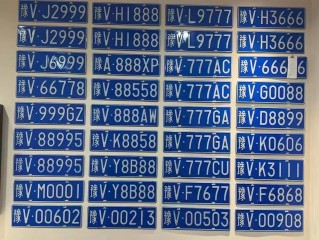 豫V·J2999 豫V·H1888 豫V·L9777 豫V·H3666
豫V·J2999 豫V·H1888 豫V·L9777 豫V·H3666
豫V·J6999 豫A·888XP 豫V·777AC 豫V·66666
豫V·66778 豫V·88558 豫V·777AC 豫V·G0088
豫V·999GZ 豫V·888AW 豫V·777GA 豫V·D8899
豫V·88995 豫V·K8858 豫V·777GA 豫V·K0606
豫V·88995 豫V·Y8B88 豫V·777CU 豫V·K3111
豫V·M0001 豫V·Y8B88 豫V·F7677 豫V·F6868
豫V·00602 豫V·00213 豫V·00503 豫V·00908